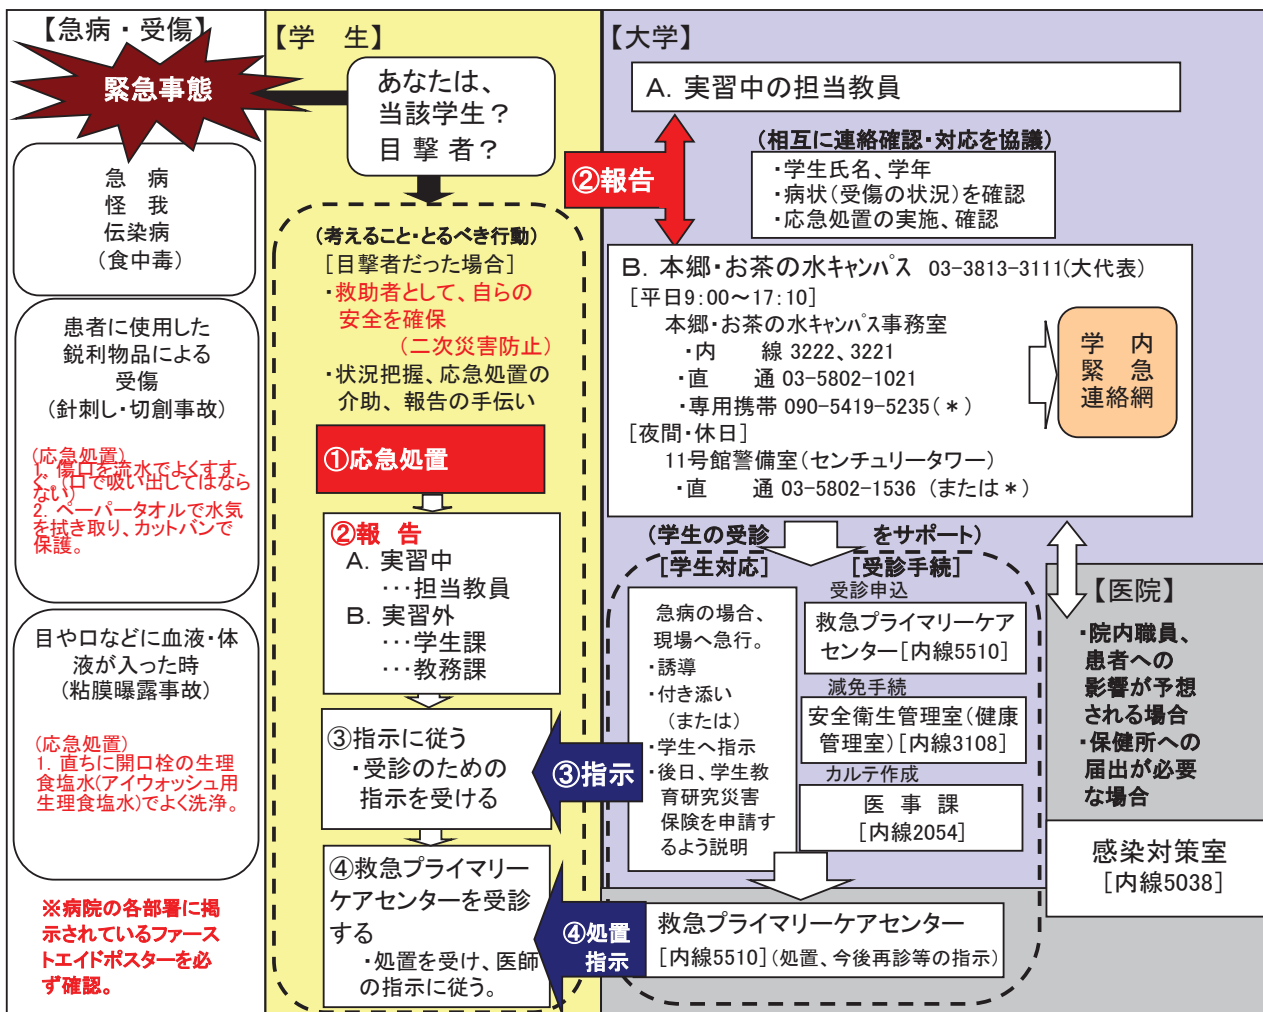 【急病・受傷】
緊急事態
急　病
怪　我
伝染病
(食中毒)
患者に使用した
鋭利物品による
受傷
(針刺し・切創事故)
(応急処置)
1. 傷口を流水でよくすす
ぐ。(口で吸い出してはなら
ない)
2. ペーパータオルで水気
を拭き取り、カットバンで
保護。
目や口などに血液・体
液が入った時
(粘膜曝露事故)
(応急処置)
1. 直ちに開口栓の生理
食塩水(アイウォッシュ用
生理食塩水)でよく洗浄。
※病院の各部署に掲
示されているファース
トエイドポスターを必
ず確認。
【学　生】
あなたは、
当該学生？
目 撃 者？
(考えること・とるべき行動)
[目撃者だった場合]
・救助者として、自らの
安全を確保
(二次災害防止)
・状況把握、応急処置の
介助、報告の手伝い
①応急処置
②報 告
A. 実習中
…担当教員
B. 実習外
…学生課
…教務課
③指示に従う
・受診のための
指示を受ける
④救急プライマリー
ケアセンターを受診
する
・処置を受け、医師
の指示に従う。
【大学】
A. 実習中の担当教員
②報告
(相互に連絡確認・対応を協議)
・学生氏名、学年
・病状(受傷の状況)を確認
・応急処置の実施、確認
B. 本郷・お茶の水キャンパス 03-3813-3111(大代表)
[平日9:00～17:10]
本郷・お茶の水キャンパス事務室
・内　　線 3222、3221
・直　　通 03-5802-1021
・専用携帯 090-5419-5235(＊)
[夜間・休日]
11号館警備室(センチュリータワー)
・直　　通 03-5802-1536 (または＊)
学　内
緊　急
連絡網
(学生の受診　をサポート)
[学生対応]
急病の場合、
現場へ急行。
・誘導
・付き添い
(または)
・学生へ指示
・後日、学生教
育研究災害
保険を申請す
るよう説明
[受診手続]
受診申込
救急プライマリーケア
センター[内線5510]
減免手続
安全衛生管理室(健康
管理室)[内線3108]
カルテ作成
医 事 課
[内線2054]
③指示
④処置
指示
救急プライマリーケアセンター
[内線5510](処置、今後再診等の指示)
【医院】
・院内職員、
患者への
影響が予想
される場合
・保健所への
届出が必要
な場合
感染対策室
[内線5038]